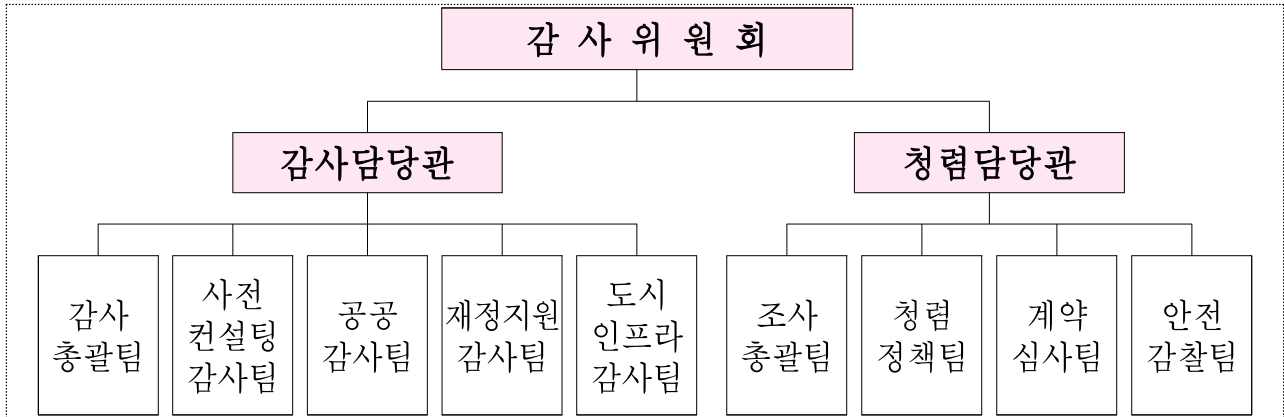 감 사 위 원 회
감사담당관
청렴담당관
감사
총괄팀
사전
컨설팅
감사팀
공공
감사팀
재정지원
감사팀
도시
인프라
감사팀
조사
총괄팀
청렴
정책팀
계약
심사팀
안전
감찰팀